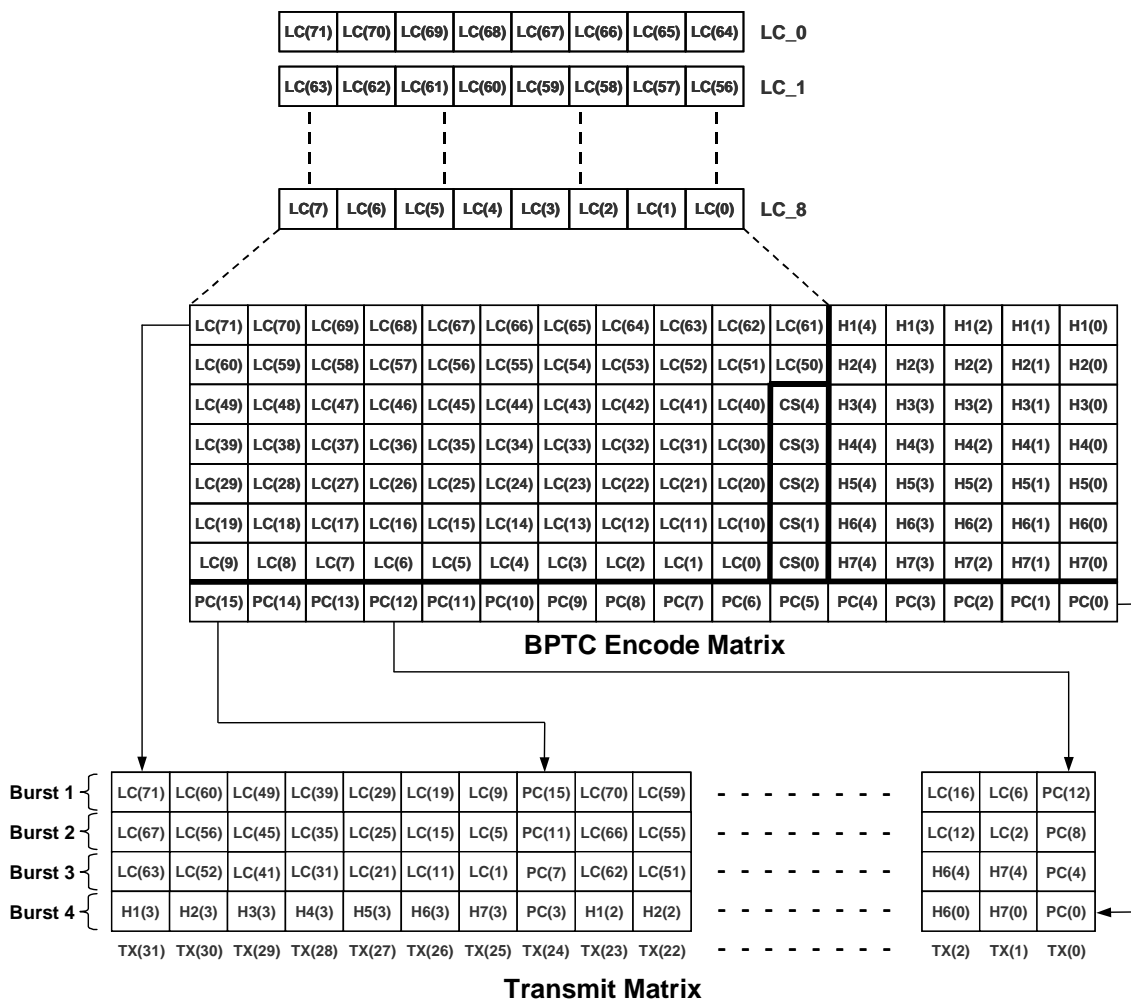 LC(71) LC(70) LC(69) LC(68) LC(67) LC(66) LC(65) LC(64) LC_0
LC(63) LC(62) LC(61) LC(60) LC(59) LC(58) LC(57) LC(56) LC_1
LC(7) LC(6) LC(5) LC(4) LC(3) LC(2) LC(1) LC(0) LC_8
LC(71) LC(70) LC(69) LC(68) LC(67) LC(66) LC(65) LC(64) LC(63) LC(62) LC(61) H1(4) H1(3) H1(2) H1(1) H1(0)
LC(60) LC(59) LC(58) LC(57) LC(56) LC(55) LC(54) LC(53) LC(52) LC(51) LC(50) H2(4) H2(3) H2(2) H2(1) H2(0)
LC(49) LC(48) LC(47) LC(46) LC(45) LC(44) LC(43) LC(42) LC(41) LC(40) CS(4) H3(4) H3(3) H3(2) H3(1) H3(0)
LC(39) LC(38) LC(37) LC(36) LC(35) LC(34) LC(33) LC(32) LC(31) LC(30) CS(3) H4(4) H4(3) H4(2) H4(1) H4(0)
LC(29) LC(28) LC(27) LC(26) LC(25) LC(24) LC(23) LC(22) LC(21) LC(20) CS(2) H5(4) H5(3) H5(2) H5(1) H5(0)
LC(19) LC(18) LC(17) LC(16) LC(15) LC(14) LC(13) LC(12) LC(11) LC(10) CS(1) H6(4) H6(3) H6(2) H6(1) H6(0)
LC(9) LC(8) LC(7) LC(6) LC(5) LC(4) LC(3) LC(2) LC(1) LC(0) CS(0) H7(4) H7(3) H7(2) H7(1) H7(0)
PC(15) PC(14) PC(13) PC(12) PC(11) PC(10) PC(9) PC(8) PC(7) PC(6) PC(5) PC(4) PC(3) PC(2) PC(1) PC(0)
BPTC Encode Matrix
Burst 1 LC(71) LC(60) LC(49) LC(39) LC(29) LC(19) LC(9) PC(15) LC(70) LC(59) - - - - - - - - LC(16) LC(6) PC(12)
Burst 2 LC(67) LC(56) LC(45) LC(35) LC(25) LC(15) LC(5) PC(11) LC(66) LC(55) - - - - - - - - LC(12) LC(2) PC(8)
Burst 3 LC(63) LC(52) LC(41) LC(31) LC(21) LC(11) LC(1) PC(7) LC(62) LC(51) - - - - - - - - H6(4) H7(4) PC(4)
Burst 4 H1(3) H2(3) H3(3) H4(3) H5(3) H6(3) H7(3) PC(3) H1(2) H2(2) - - - - - - - - H6(0) H7(0) PC(0)
TX(31) TX(30) TX(29) TX(28) TX(27) TX(26) TX(25) TX(24) TX(23) TX(22) - - - - - - - - TX(2) TX(1) TX(0)
Transmit Matrix